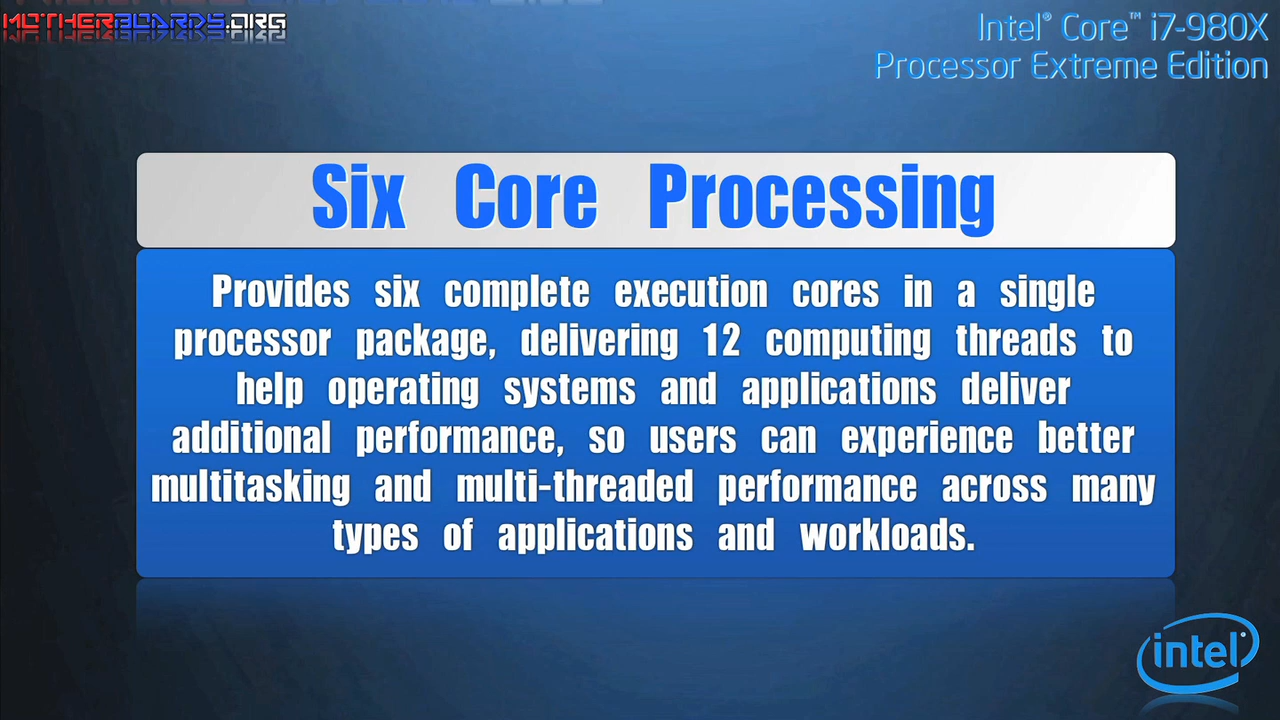 MOTHERBOARDS.ORG
Intel® Core™ i7-980X
Processor Extreme Edition
Six Core Processing
Provides six complete execution cores in a single
processor package, delivering 12 computing threads to
help operating systems and applications deliver
additional performance, so users can experience better
multitasking and multi-threaded performance across many
types of applications and workloads.
intel